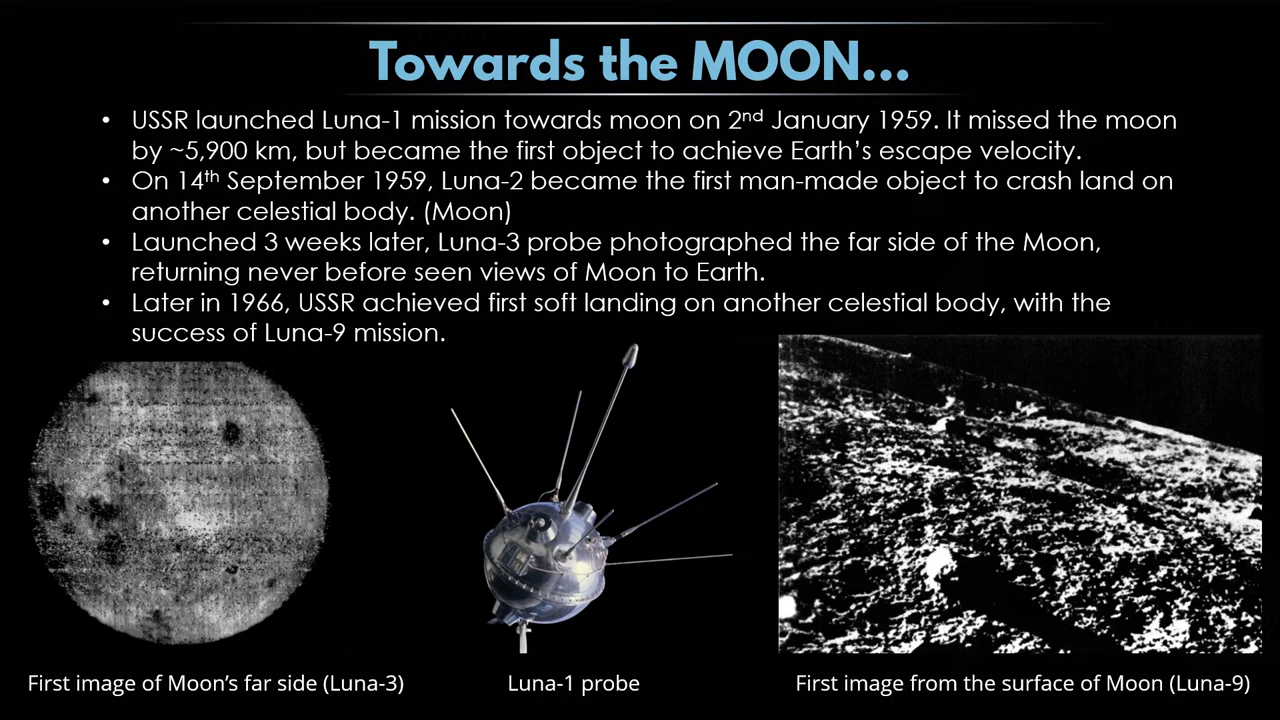 Towards the MOON...
• USSR launched Luna-1 mission towards moon on 2nd January 1959. It missed the moon
by ~5,900 km, but became the first object to achieve Earth's escape velocity.
• On 14th September 1959, Luna-2 became the first man-made object to crash land on
another celestial body. (Moon)
• Launched 3 weeks later, Luna-3 probe photographed the far side of the Moon,
returning never before seen views of Moon to Earth.
• Later in 1966, USSR achieved first soft landing on another celestial body, with the
success of Luna-9 mission.
First image of Moon's far side (Luna-3)
Luna-1 probe
First image from the surface of Moon (Luna-9)